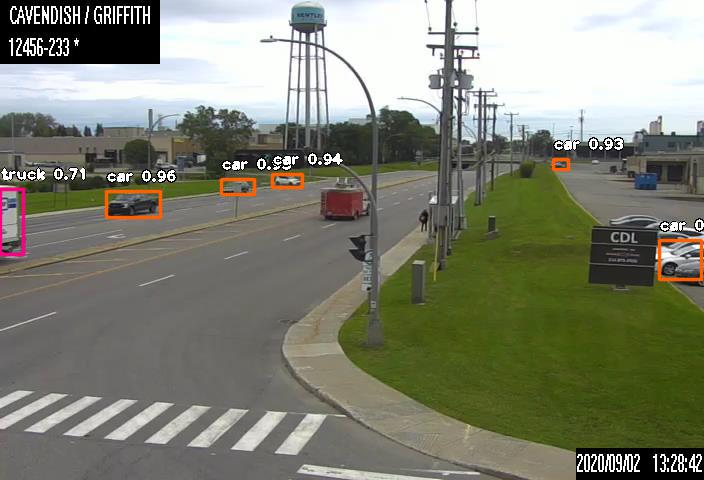 CAVENDISH / GRIFFITH
12456-233 *
BENTLEY
truck 0.71
car 0.96
car 0.94
car 0.93
CDL
2020/09/02 13:28:42